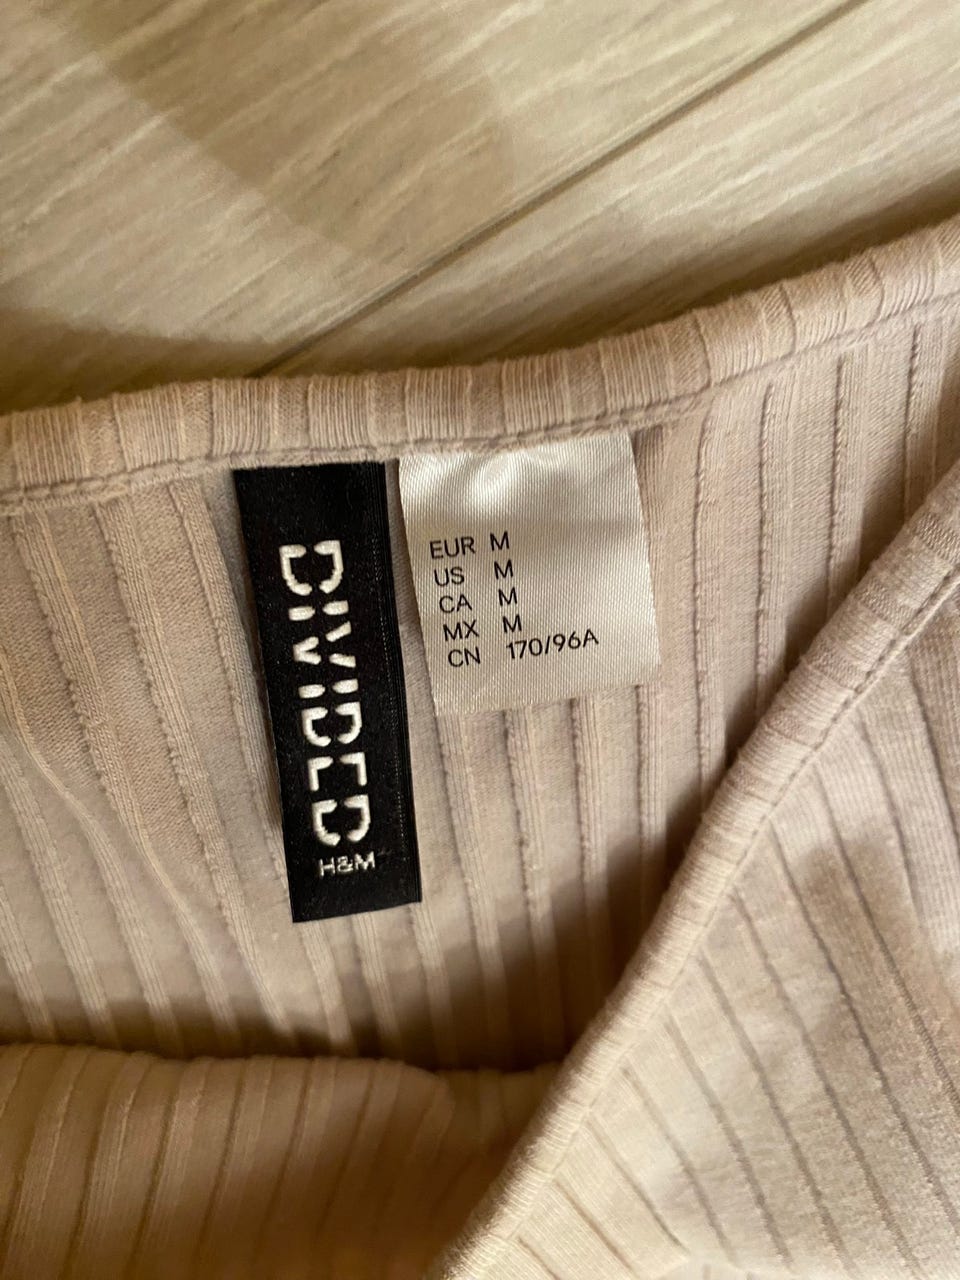 DIVIDED
H&M
EUR M
US M
CA M
MX M
CN 170/96A